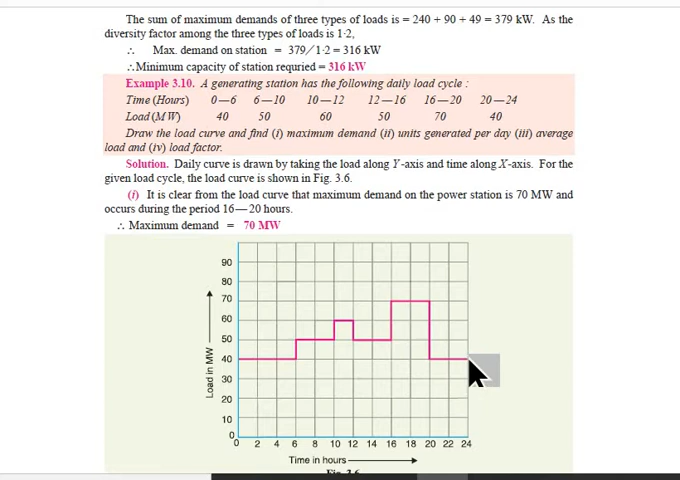 The sum of maximum demands of three types of loads is = 240 + 90 + 49 = 379 kW. As the
diversity factor among the three types of loads is 1·2,
∴ Max. demand on station = 379/1·2 = 316 kW
∴Minimum capacity of station requried = 316 kW
Example 3.10. A generating station has the following daily load cycle :
Time (Hours) 0—6 6—10 10—12 12—16 16—20 20—24
Load (M W) 40 50 60 50 70 40
Draw the load curve and find (i) maximum demand (ii) units generated per day (iii) average
load and (iv) load factor.
Solution. Daily curve is drawn by taking the load along Y-axis and time along X-axis. For the
given load cycle, the load curve is shown in Fig. 3.6.
(i) It is clear from the load curve that maximum demand on the power station is 70 MW and
occurs during the period 16—20 hours.
∴ Maximum demand = 70 MW
90
80
70
60
50
40
30
20
10
0
Load in MW
0 2 4 6 8 10 12 14 16 18 20 22 24
Time in hours
Fig. 3.6